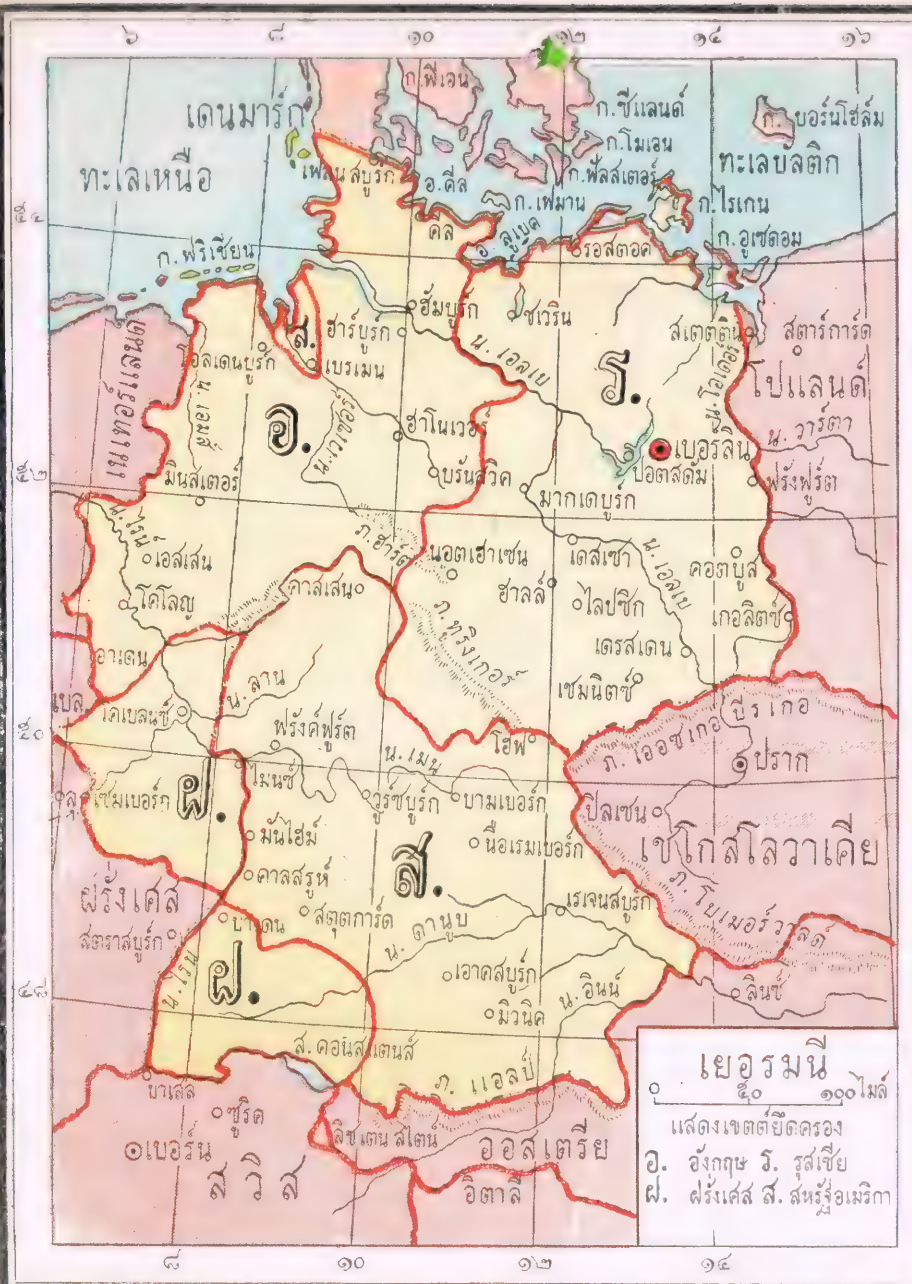 ๖ ๘ ๑๐ ๑๒ ๑๔ ๑๖
ก.ฟีเอน
เดนมาร์ก
ก.ซีแลนด์
ก.บอร์นโฮล์ม
ก.โมเอน
ทะเลเหนือ
ทะเลบัลติก
เฟลนสบูร์ก
ก.ฟัลสเตอร์
อ.คีล
ก.เฟมาน
ก.ไรเกน
๕๔
คีล
อ.ลูเบค
รอสตอค
ก.อูเซดอม
ก.ฟริเซียน
ฮัมบูร์ก
ชเวริน
ส.
ฮาร์บูรก
สเตตติน
สตาร์การ์ด
น.เอลเบ
ร.
โปแลนด์
เนเทอร์แลนด์
อลเดนบูร์ก
เบรเมน
น.โอเดอร์
น.เอมส์
อ.
น.เวเซอร์
ฮาโนเวอร์
น.วาร์ตา
เบอร์ลิน
๕๒
บรันสวิค
ปอตสดัม
มินสเตอร์
มากเดบูร์ก
ฟรังฟูร์ต
น.ไรน์
ภ.ฮาร์ต
เอสเสน
นอตเฮาเซน
เดสเซา
น.เอลเบ
คอตบูส
คาสเสน
ฮาลล์
โคโลญ
ไลปซิก
เกอลิตซ์
ภ.ทูริงเกอร์
เดรสเดน
อาเดน
เชมนิตซ์
น.ลาน
เบล.
โคเบลนซ์
๕๐
ฟรังค์ฟูร์ต
น.เมน
โฮฟ
ภ.เออซเกอบีรเกอ
ปราก
ไมนซ์
ลุ
เซมเบอร์ก
ฝ.
วูร์ซบูร์ก
บามเบอร์ก
ปิลเซน
มันไฮม์
นือเรมเบอร์ก
เชโกสโลวาเคีย
คาลสรูห์
ส.
ฝรั่งเศส
สตุตการ์ด
เรเจนสบูร์ก
ภ.โบเมอร์วาลด์
บาเดน
สตราสบูร์ก
น.ดานูบ
น.ไรน์
ฝ.
เอาคสบูร์ก
น.อินน์
ลินซ์
๔๘
มิวนิค
ส.คอนสแตนส์
ภ.แอลป์
บาเสล
ซูริค
ลิชเตนสไตน์
ออสเตรีย
เบอร์น
สวิส
อิตาลี
เยอรมนี
๐ ๕๐ ๑๐๐ไมล์
แสดงเขตต์ยึดครอง
อ. อังกฤษ ร. รุสเซีย
ฝ. ฝรั่งเศส ส. สหรัฐอเมริกา
๘ ๑๐ ๑๒ ๑๔